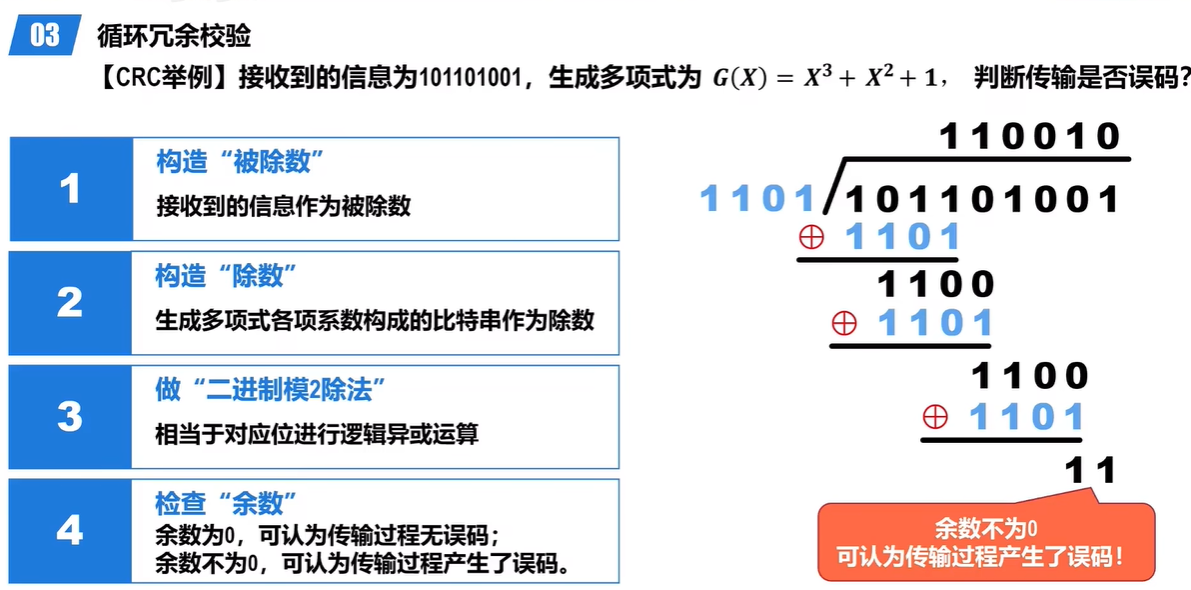 03 循环冗余校验
【CRC举例】接收到的信息为101101001，生成多项式为 G(X) = X³ + X² + 1， 判断传输是否误码？
1
构造“被除数”
接收到的信息作为被除数
2
构造“除数”
生成多项式各项系数构成的比特串作为除数
3
做“二进制模2除法”
相当于对应位进行逻辑异或运算
4
检查“余数”
余数为0，可认为传输过程无误码；
余数不为0，可认为传输过程产生了误码。
110010
1101 101101001
⊕ 1101
1100
⊕ 1101
1100
⊕ 1101
11
余数不为0
可认为传输过程产生了误码！